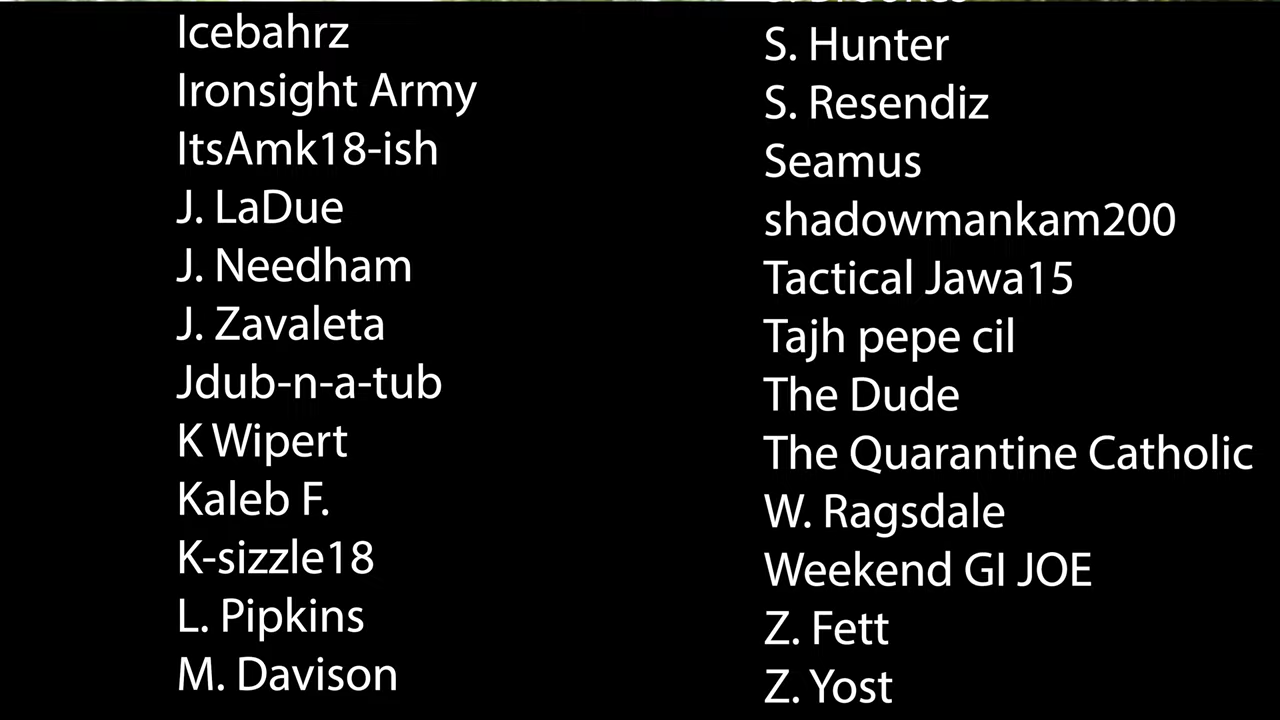 Icebahrz
Ironsight Army
ItsAmk18-ish
J. LaDue
J. Needham
J. Zavaleta
Jdub-n-a-tub
K Wipert
Kaleb F.
K-sizzle18
L. Pipkins
M. Davison
S. Hunter
S. Resendiz
Seamus
shadowmankam200
Tactical Jawa15
Tajh pepe cil
The Dude
The Quarantine Catholic
W. Ragsdale
Weekend GI JOE
Z. Fett
Z. Yost